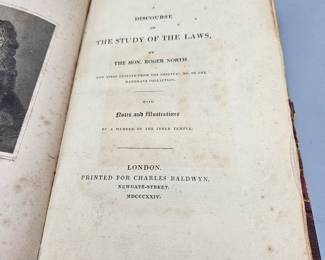 A
DISCOURSE
ON
THE STUDY OF THE LAWS,
BY
THE HON. ROGER NORTH
NOW FIRST PRINTED FROM THE ORIGINAL MS. IN THE
HARGRAVE COLLECTION.
WITH
Notes and Illustrations
BY A MEMBER OF THE INNER TEMPLE.
LONDON.
PRINTED FOR CHARLES BALDWYN,
NEWGATE-STREET.
MDCCCXXIV.